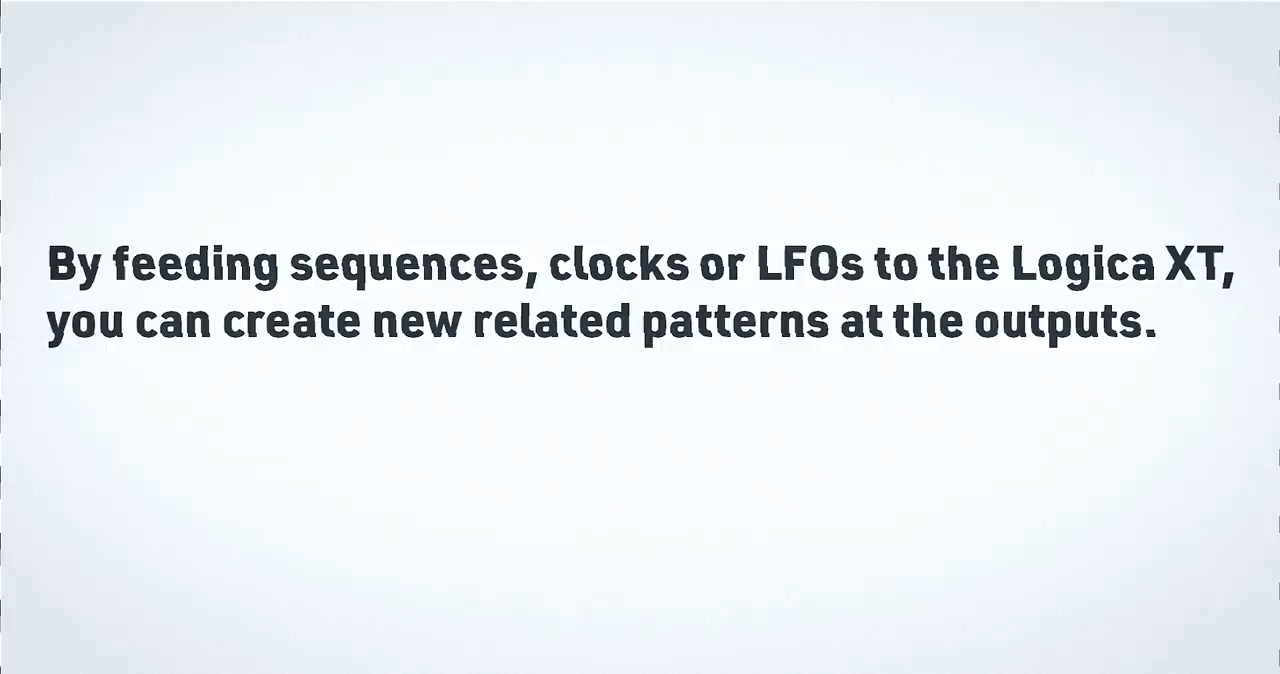 By feeding sequences, clocks or LFOs to the Logica XT,
you can create new related patterns at the outputs.